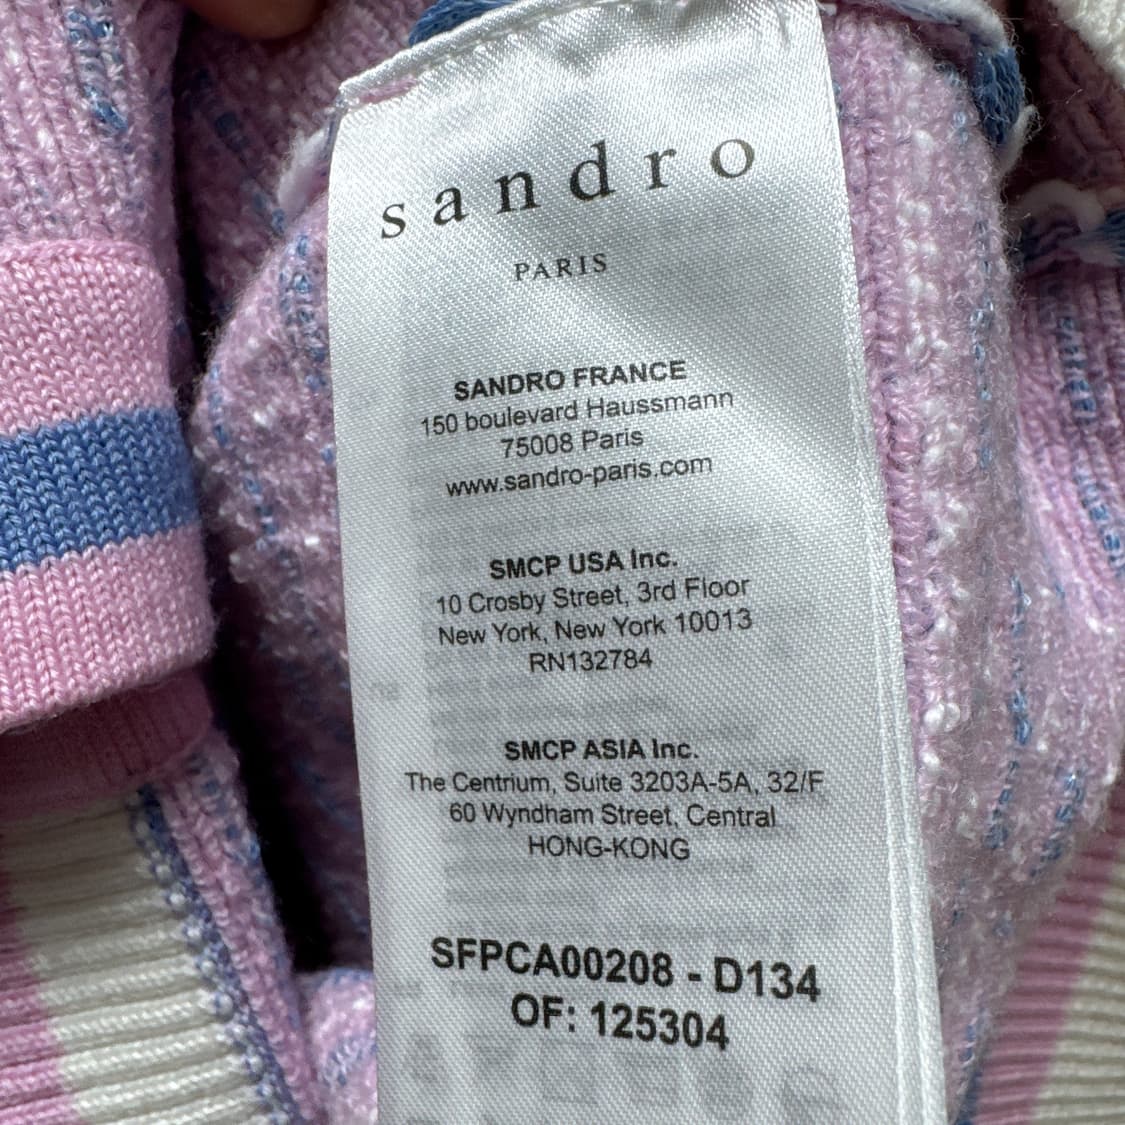 sandro
PARIS
SANDRO FRANCE
150 boulevard Haussmann
75008 Paris
www.sandro-paris.com
SMCP USA Inc.
10 Crosby Street, 3rd Floor
New York, New York 10013
RN132784
SMCP ASIA Inc.
The Centrium, Suite 3203A-5A, 32/F
60 Wyndham Street, Central
HONG-KONG
SFPCA00208 - D134
OF: 125304